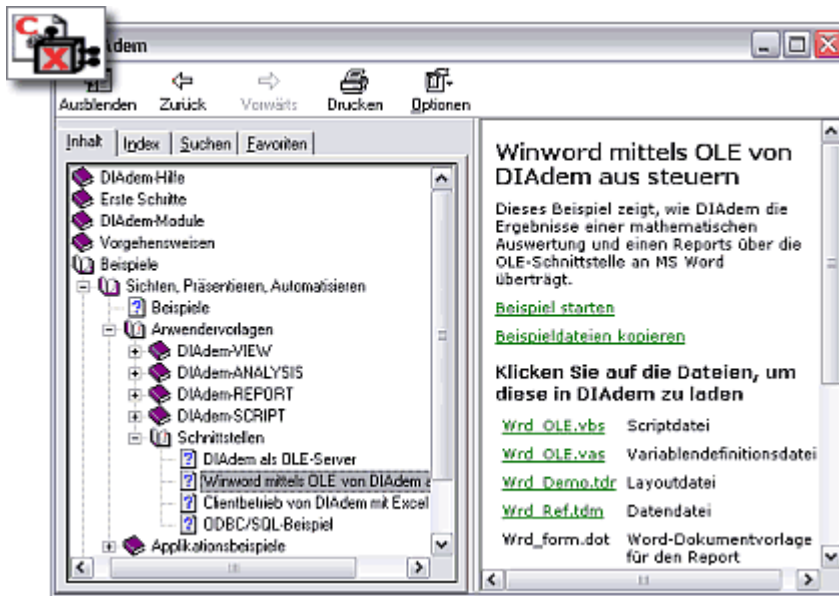 Adem
Ausblenden Zurück Vorwärts Drucken Optionen
Inhalt Index Suchen Favoriten
DIAdem-Hilfe
Erste Schritte
DIAdem-Module
Vorgehensweisen
Beispiele
Sichten, Präsentieren, Automatisieren
Beispiele
Anwendervorlagen
DIAdem-VIEW
DIAdem-ANALYSIS
DIAdem-REPORT
DIAdem-SCRIPT
Schnittstellen
DIAdem als OLE-Server
Winword mittels OLE von DIAdem a
Clientbetrieb von DIAdem mit Excel
ODBC/SQL-Beispiel
Applikationsbeispiele
Winword mittels OLE von
DIAdem aus steuern
Dieses Beispiel zeigt, wie DIAdem die
Ergebnisse einer mathematischen
Auswertung und einen Reports über die
OLE-Schnittstelle an MS Word
überträgt.
Beispiel starten
Beispieldateien kopieren
Klicken Sie auf die Dateien, um
diese in DIAdem zu laden
Wrd_OLE.vbs Scriptdatei
Wrd_OLE.vas Variablendefinitionsdatei
Wrd_Demo.tdr Layoutdatei
Wrd_Ref.tdm Datendatei
Wrd_form.dot Word-Dokumentvorlage
für den Report